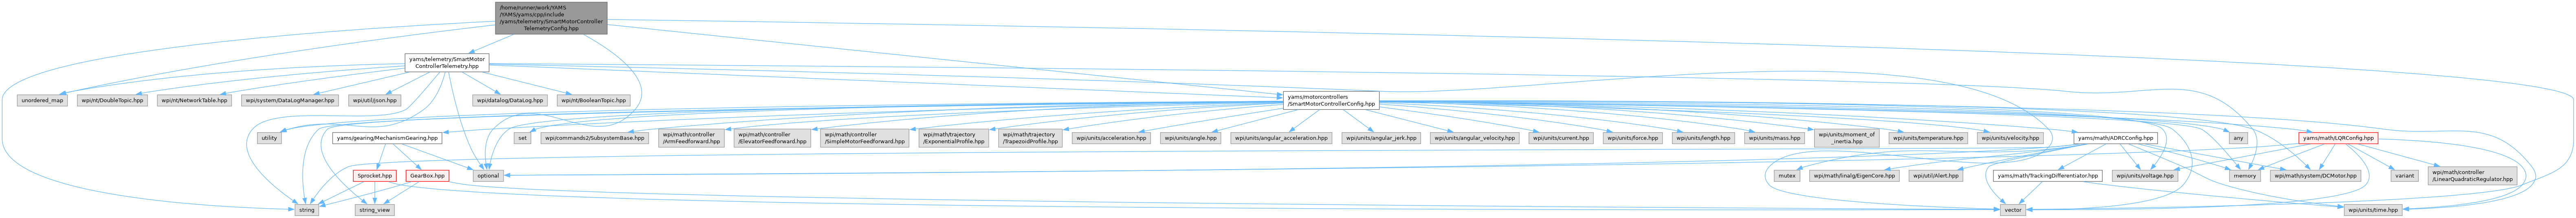 /home/runner/work/YAMS
/YAMS/yams/cpp/include
/yams/telemetry/SmartMotorController
TelemetryConfig.hpp
yams/telemetry/SmartMotor
ControllerTelemetry.hpp
unordered_map
wpi/nt/DoubleTopic.hpp
wpi/nt/NetworkTable.hpp
wpi/system/DataLogManager.hpp
wpi/util/json.hpp
wpi/datalog/DataLog.hpp
wpi/nt/BooleanTopic.hpp
yams/motorcontrollers
/SmartMotorControllerConfig.hpp
utility
yams/gearing/MechanismGearing.hpp
set
wpi/commands2/SubsystemBase.hpp
wpi/math/controller
/ArmFeedforward.hpp
wpi/math/controller
/ElevatorFeedforward.hpp
wpi/math/controller
/SimpleMotorFeedforward.hpp
wpi/math/trajectory
/ExponentialProfile.hpp
wpi/math/trajectory
/TrapezoidProfile.hpp
wpi/units/acceleration.hpp
wpi/units/angle.hpp
wpi/units/angular_acceleration.hpp
wpi/units/angular_jerk.hpp
wpi/units/angular_velocity.hpp
wpi/units/current.hpp
wpi/units/force.hpp
wpi/units/length.hpp
wpi/units/mass.hpp
wpi/units/moment_of
_inertia.hpp
wpi/units/temperature.hpp
wpi/units/velocity.hpp
yams/math/ADRCConfig.hpp
any
yams/math/LQRConfig.hpp
Sprocket.hpp
GearBox.hpp
optional
mutex
wpi/math/linalg/EigenCore.hpp
wpi/util/Alert.hpp
yams/math/TrackingDifferentiator.hpp
wpi/units/voltage.hpp
memory
wpi/math/system/DCMotor.hpp
variant
wpi/math/controller
/LinearQuadraticRegulator.hpp
string
string_view
vector
wpi/units/time.hpp